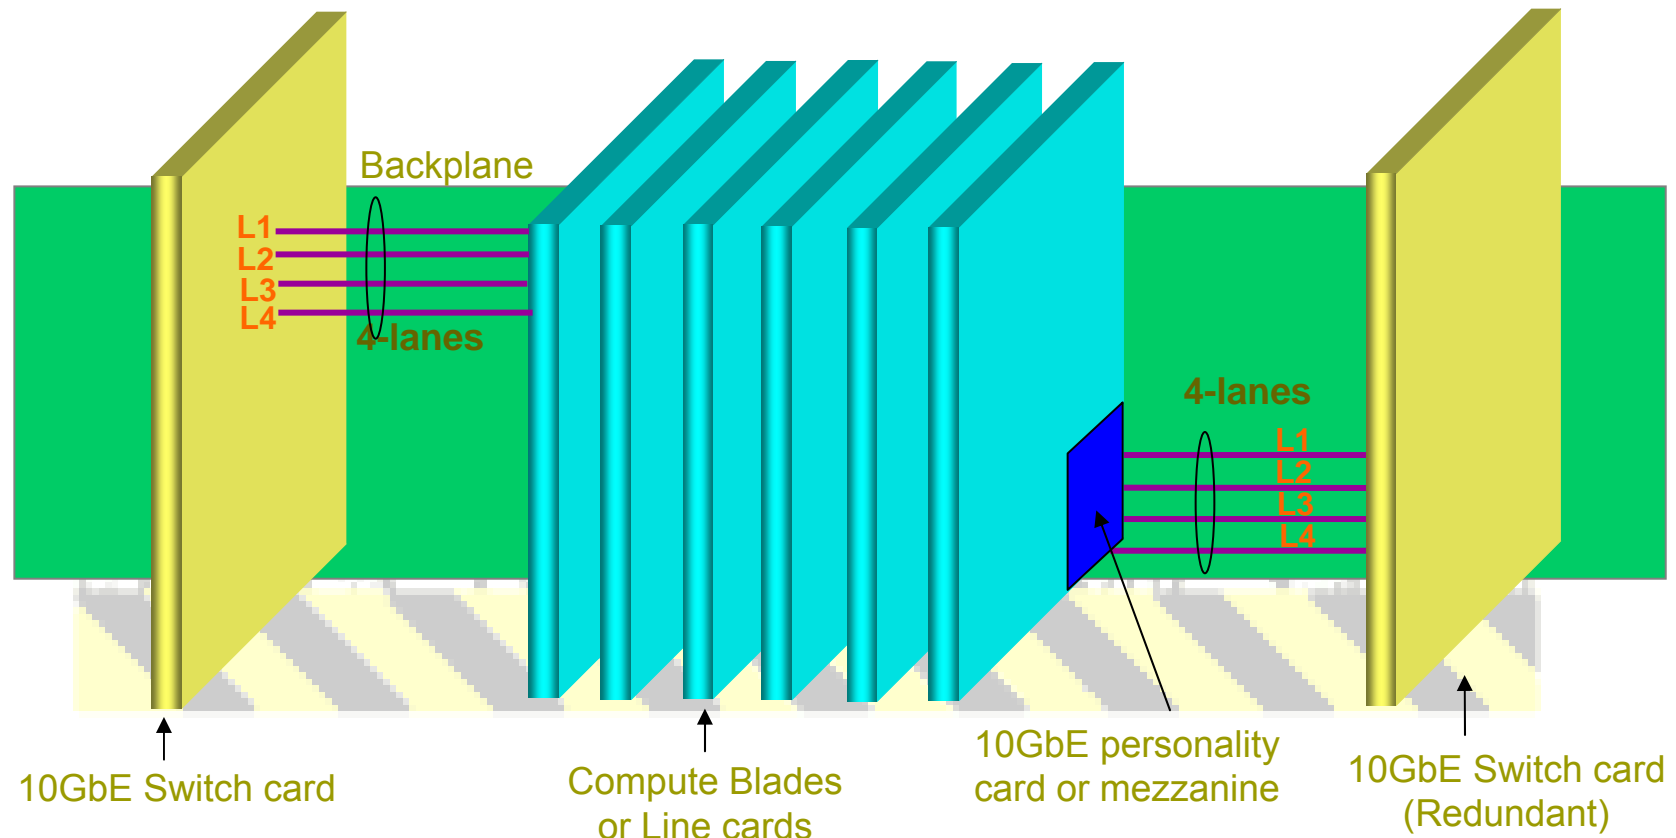 Backplane
L1
L2
L3
L4
4-lanes
4-lanes
L1
L2
L3
L4
10GbE Switch card
Compute Blades
or Line cards
10GbE personality
card or mezzanine
10GbE Switch card
(Redundant)